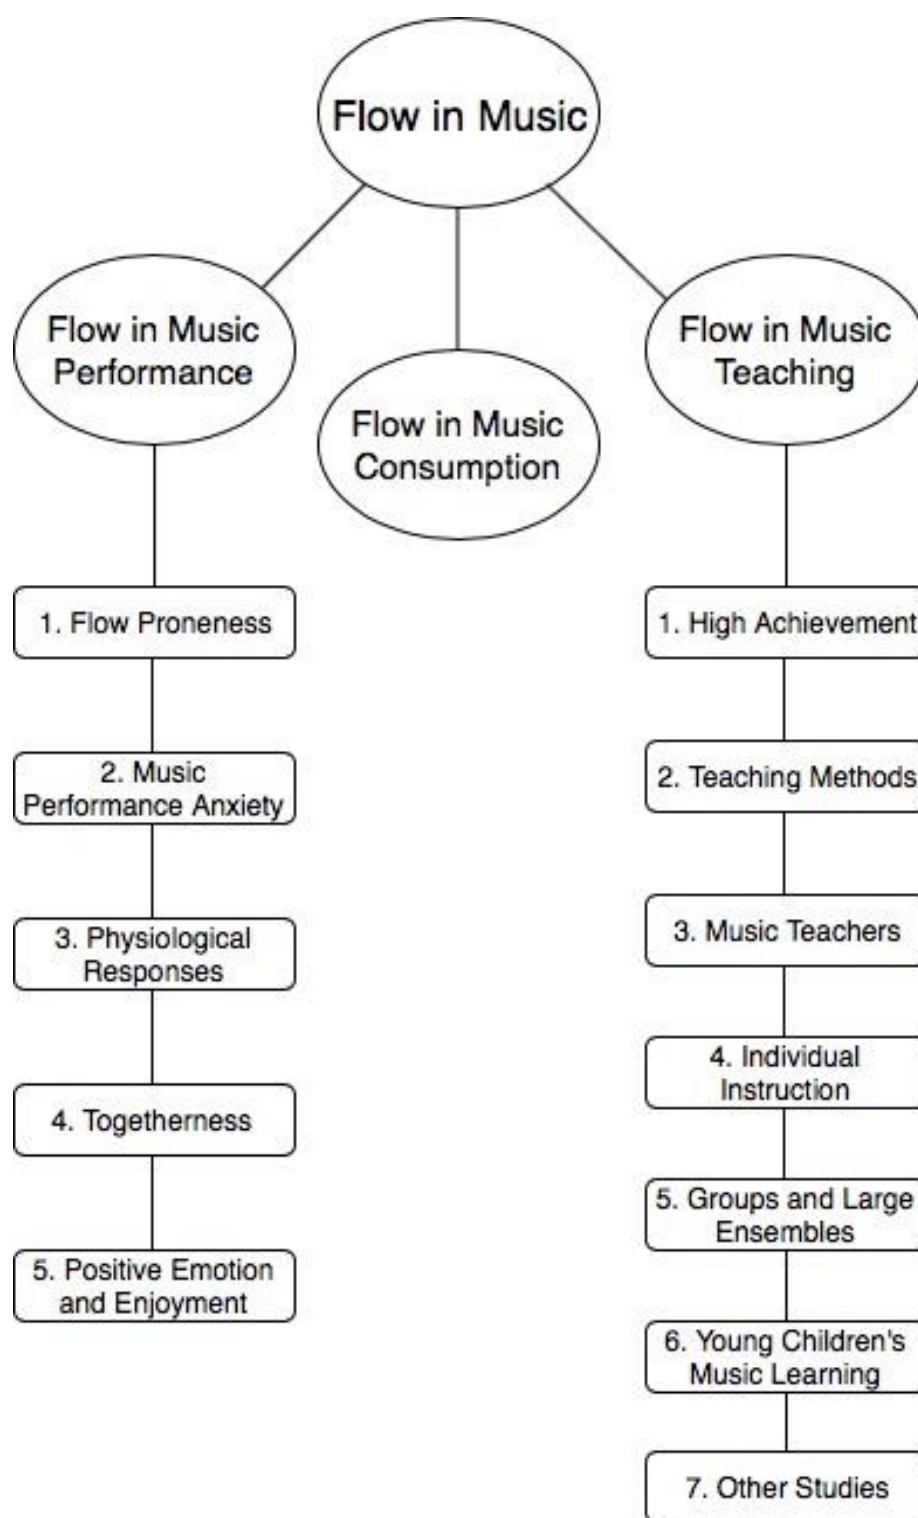 Flow in Music
Flow in Music
Performance
Flow in Music
Consumption
Flow in Music
Teaching
1. Flow Proneness
2. Music
Performance Anxiety
3. Physiological
Responses
4. Togetherness
5. Positive Emotion
and Enjoyment
1. High Achievement
2. Teaching Methods
3. Music Teachers
4. Individual
Instruction
5. Groups and Large
Ensembles
6. Young Children's
Music Learning
7. Other Studies